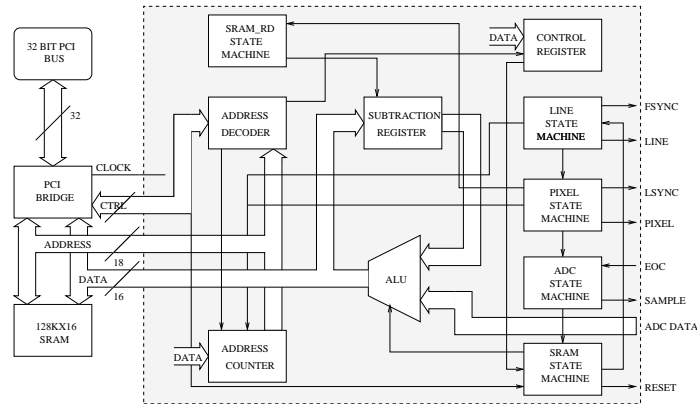 32 BIT PCI
BUS
32
PCI
BRIDGE
CLOCK
CTRL
ADDRESS
18
DATA
16
128KX16
SRAM
SRAM_RD
STATE
MACHINE
ADDRESS
DECODER
SUBTRACTION
REGISTER
ALU
DATA
ADDRESS
COUNTER
DATA
CONTROL
REGISTER
LINE
STATE
MACHINE
PIXEL
STATE
MACHINE
ADC
STATE
MACHINE
SRAM
STATE
MACHINE
FSYNC
LINE
LSYNC
PIXEL
EOC
SAMPLE
ADC DATA
RESET